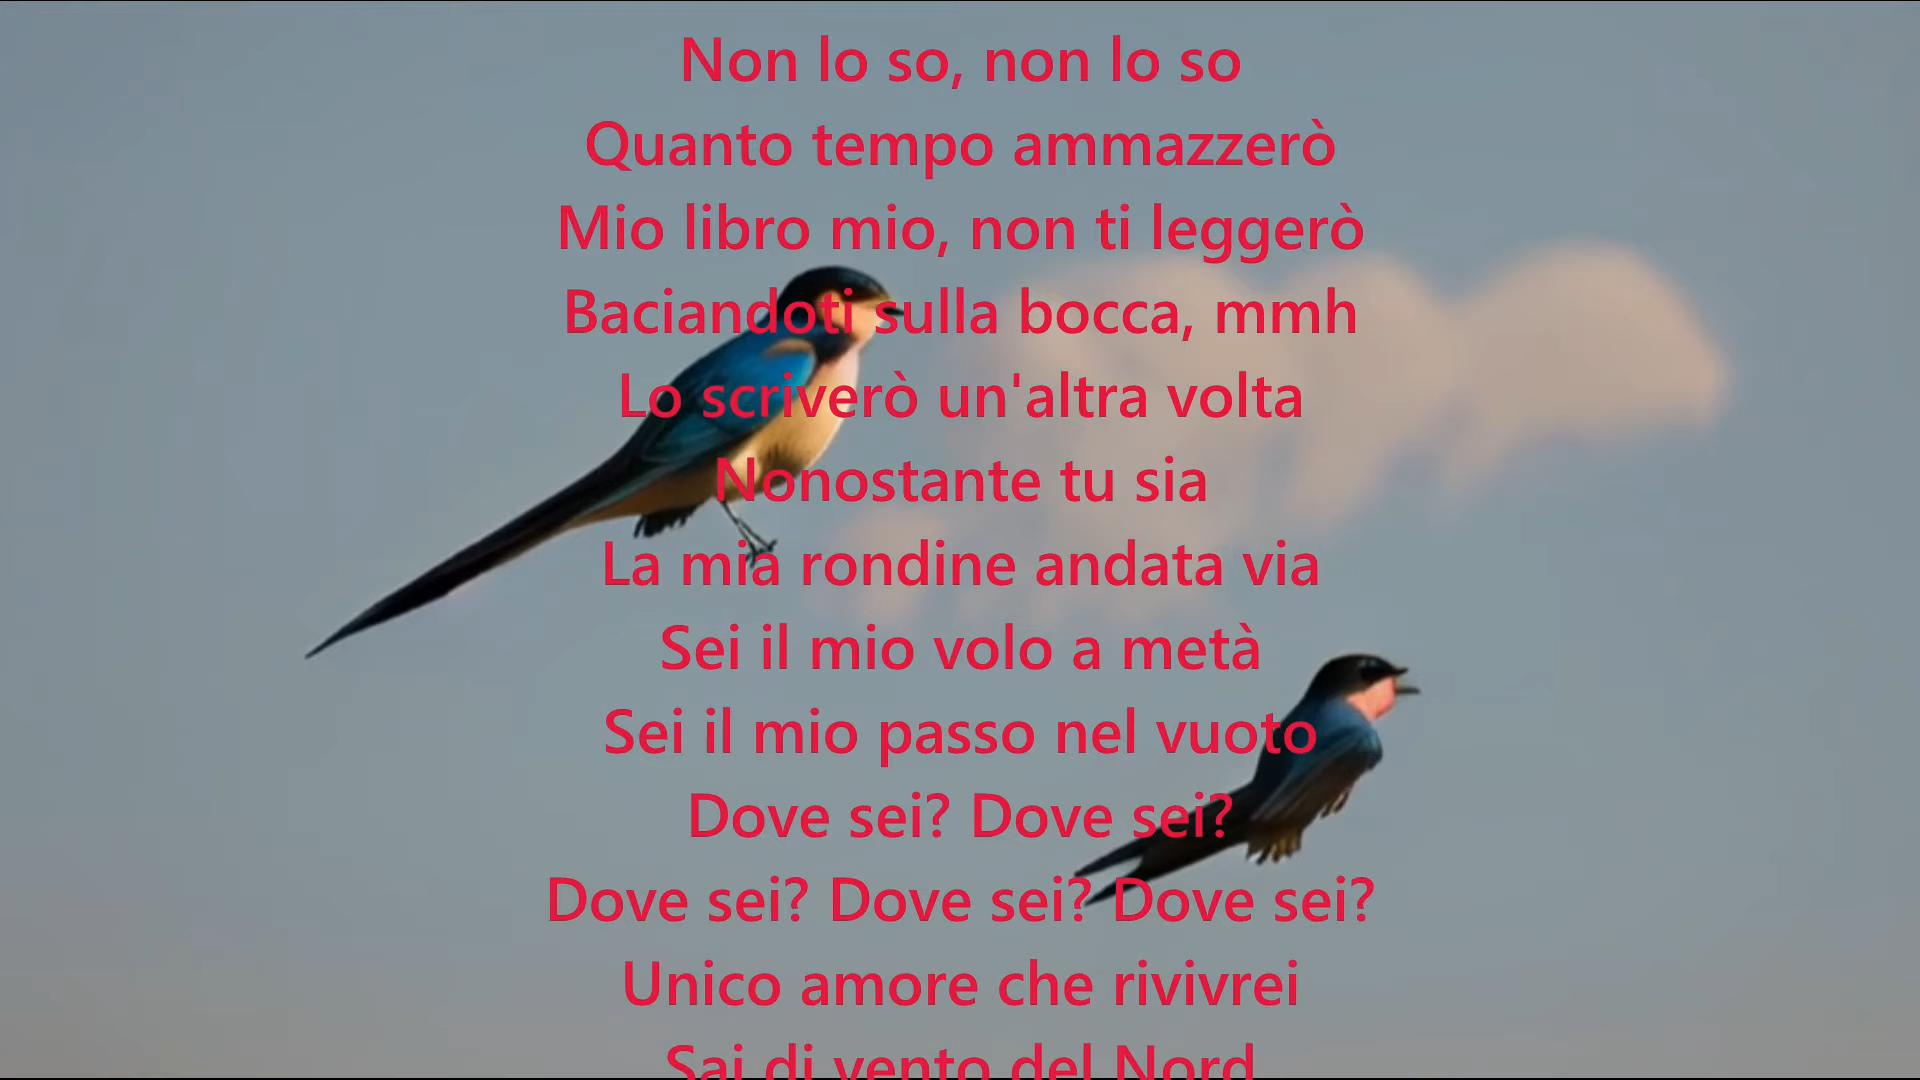 Non lo so, non lo so
Quanto tempo ammazzerò
Mio libro mio, non ti leggerò
Baciandoti sulla bocca, mmh
Lo scriverò un'altra volta
Nonostante tu sia
La mia rondine andata via
Sei il mio volo a metà
Sei il mio passo nel vuoto
Dove sei? Dove sei?
Dove sei? Dove sei? Dove sei?
Unico amore che rivivrei
Sai di vento del Nord